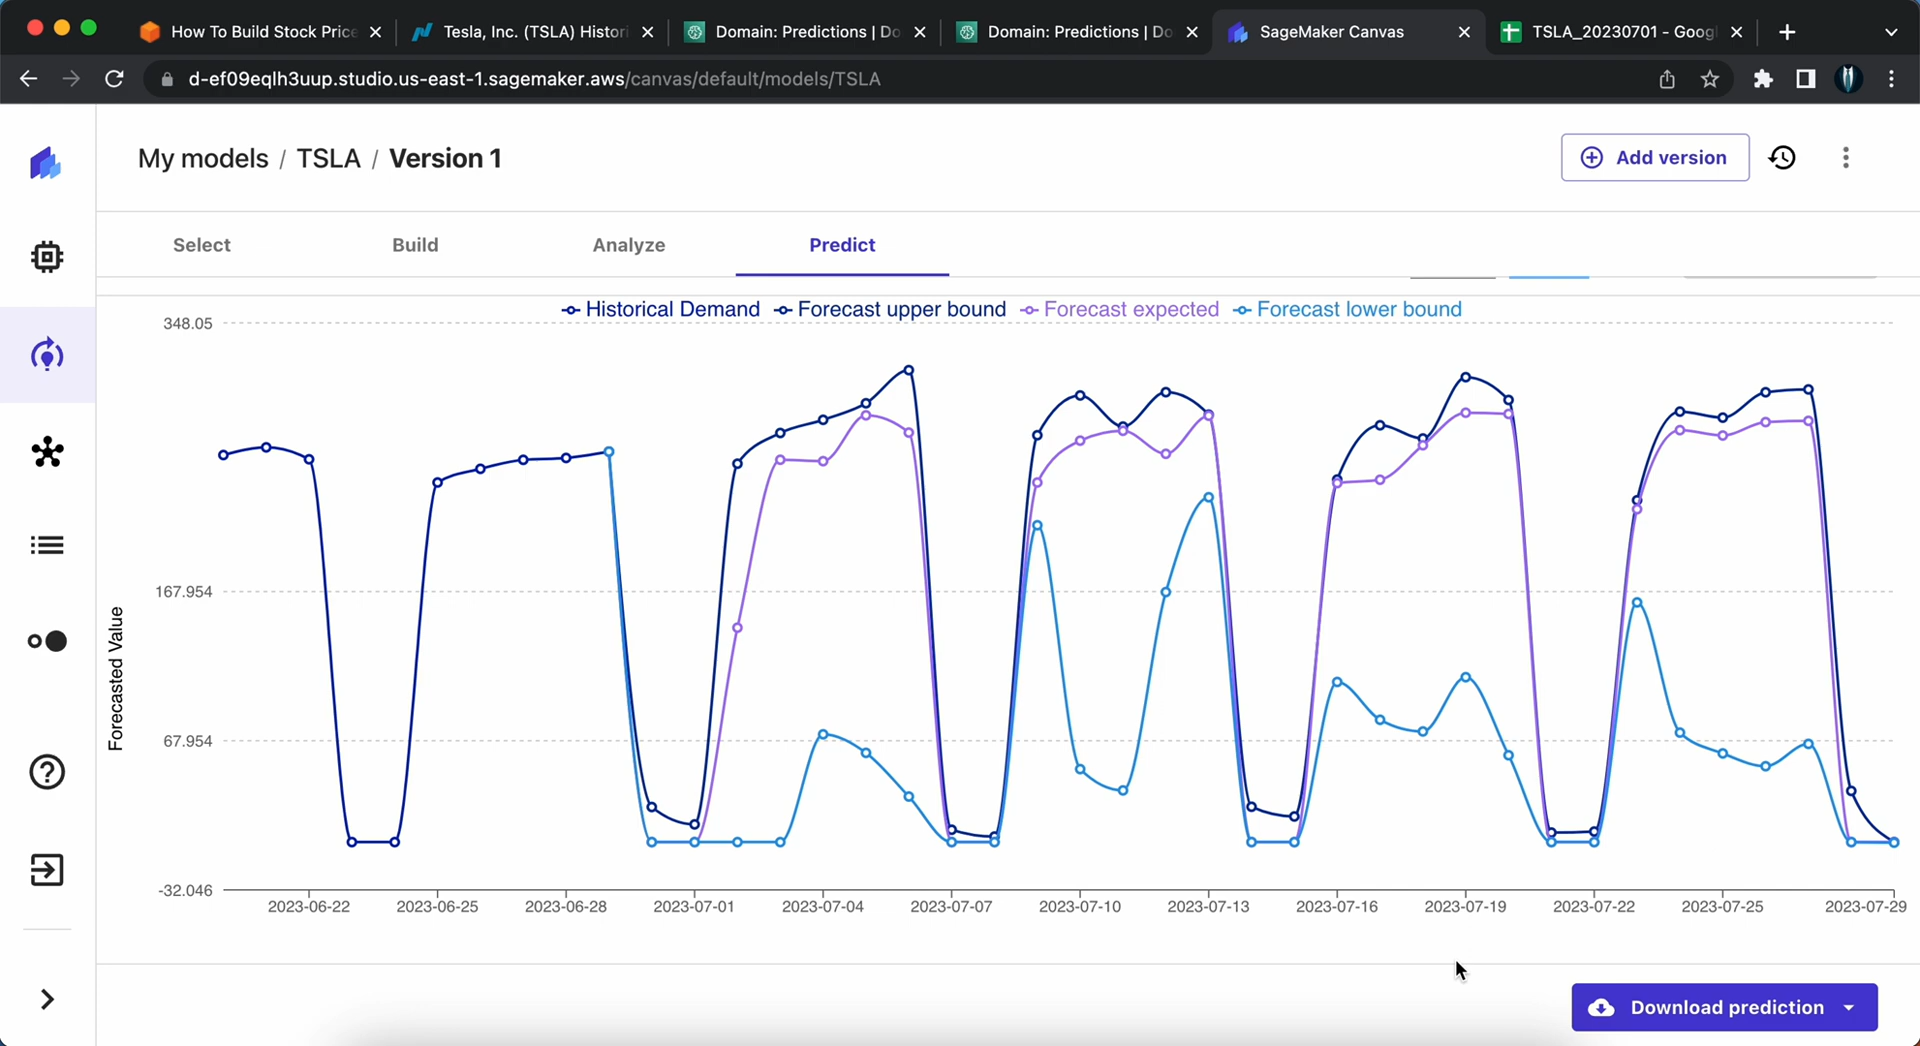 How To Build Stock Price
Tesla, Inc. (TSLA) Histori
Domain: Predictions | Do
Domain: Predictions | Do
SageMaker Canvas
TSLA_20230701 - Googl
d-ef09eqlh3uup.studio.us-east-1.sagemaker.aws/canvas/default/models/TSLA
My models / TSLA / Version 1
Add version
Select
Build
Analyze
Predict
Historical Demand
Forecast upper bound
Forecast expected
Forecast lower bound
348.05
167.954
67.954
-32.046
Forecasted Value
2023-06-22
2023-06-25
2023-06-28
2023-07-01
2023-07-04
2023-07-07
2023-07-10
2023-07-13
2023-07-16
2023-07-19
2023-07-22
2023-07-25
2023-07-29
Download prediction